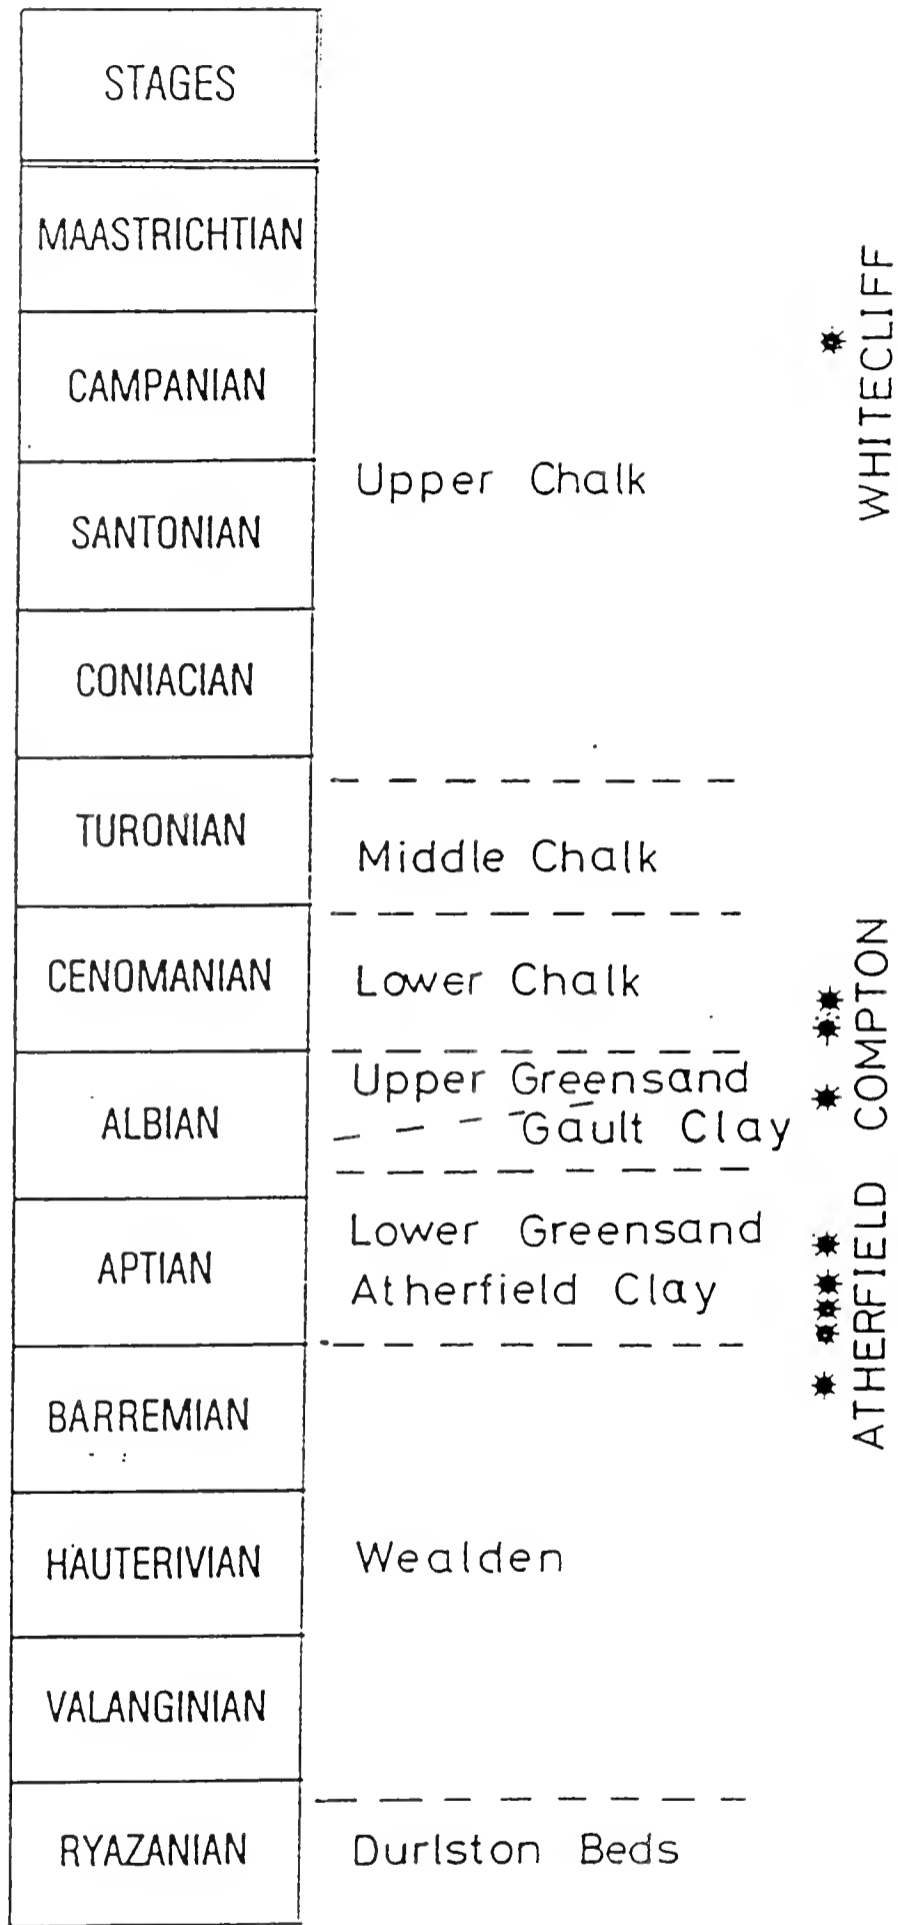 STAGES
MAASTRICHTIAN
CAMPANIAN
SANTONIAN
CONIACIAN
TURONIAN
CENOMANIAN
ALBIAN
APTIAN
BARREMIAN
HAUTERIVIAN
VALANGINIAN
RYAZANIAN
Upper Chalk
Middle Chalk
Lower Chalk
Upper Greensand
Gault Clay
Lower Greensand
Atherfield Clay
Wealden
Durlston Beds
WHITECLIFF
COMPTON
ATHERFIELD